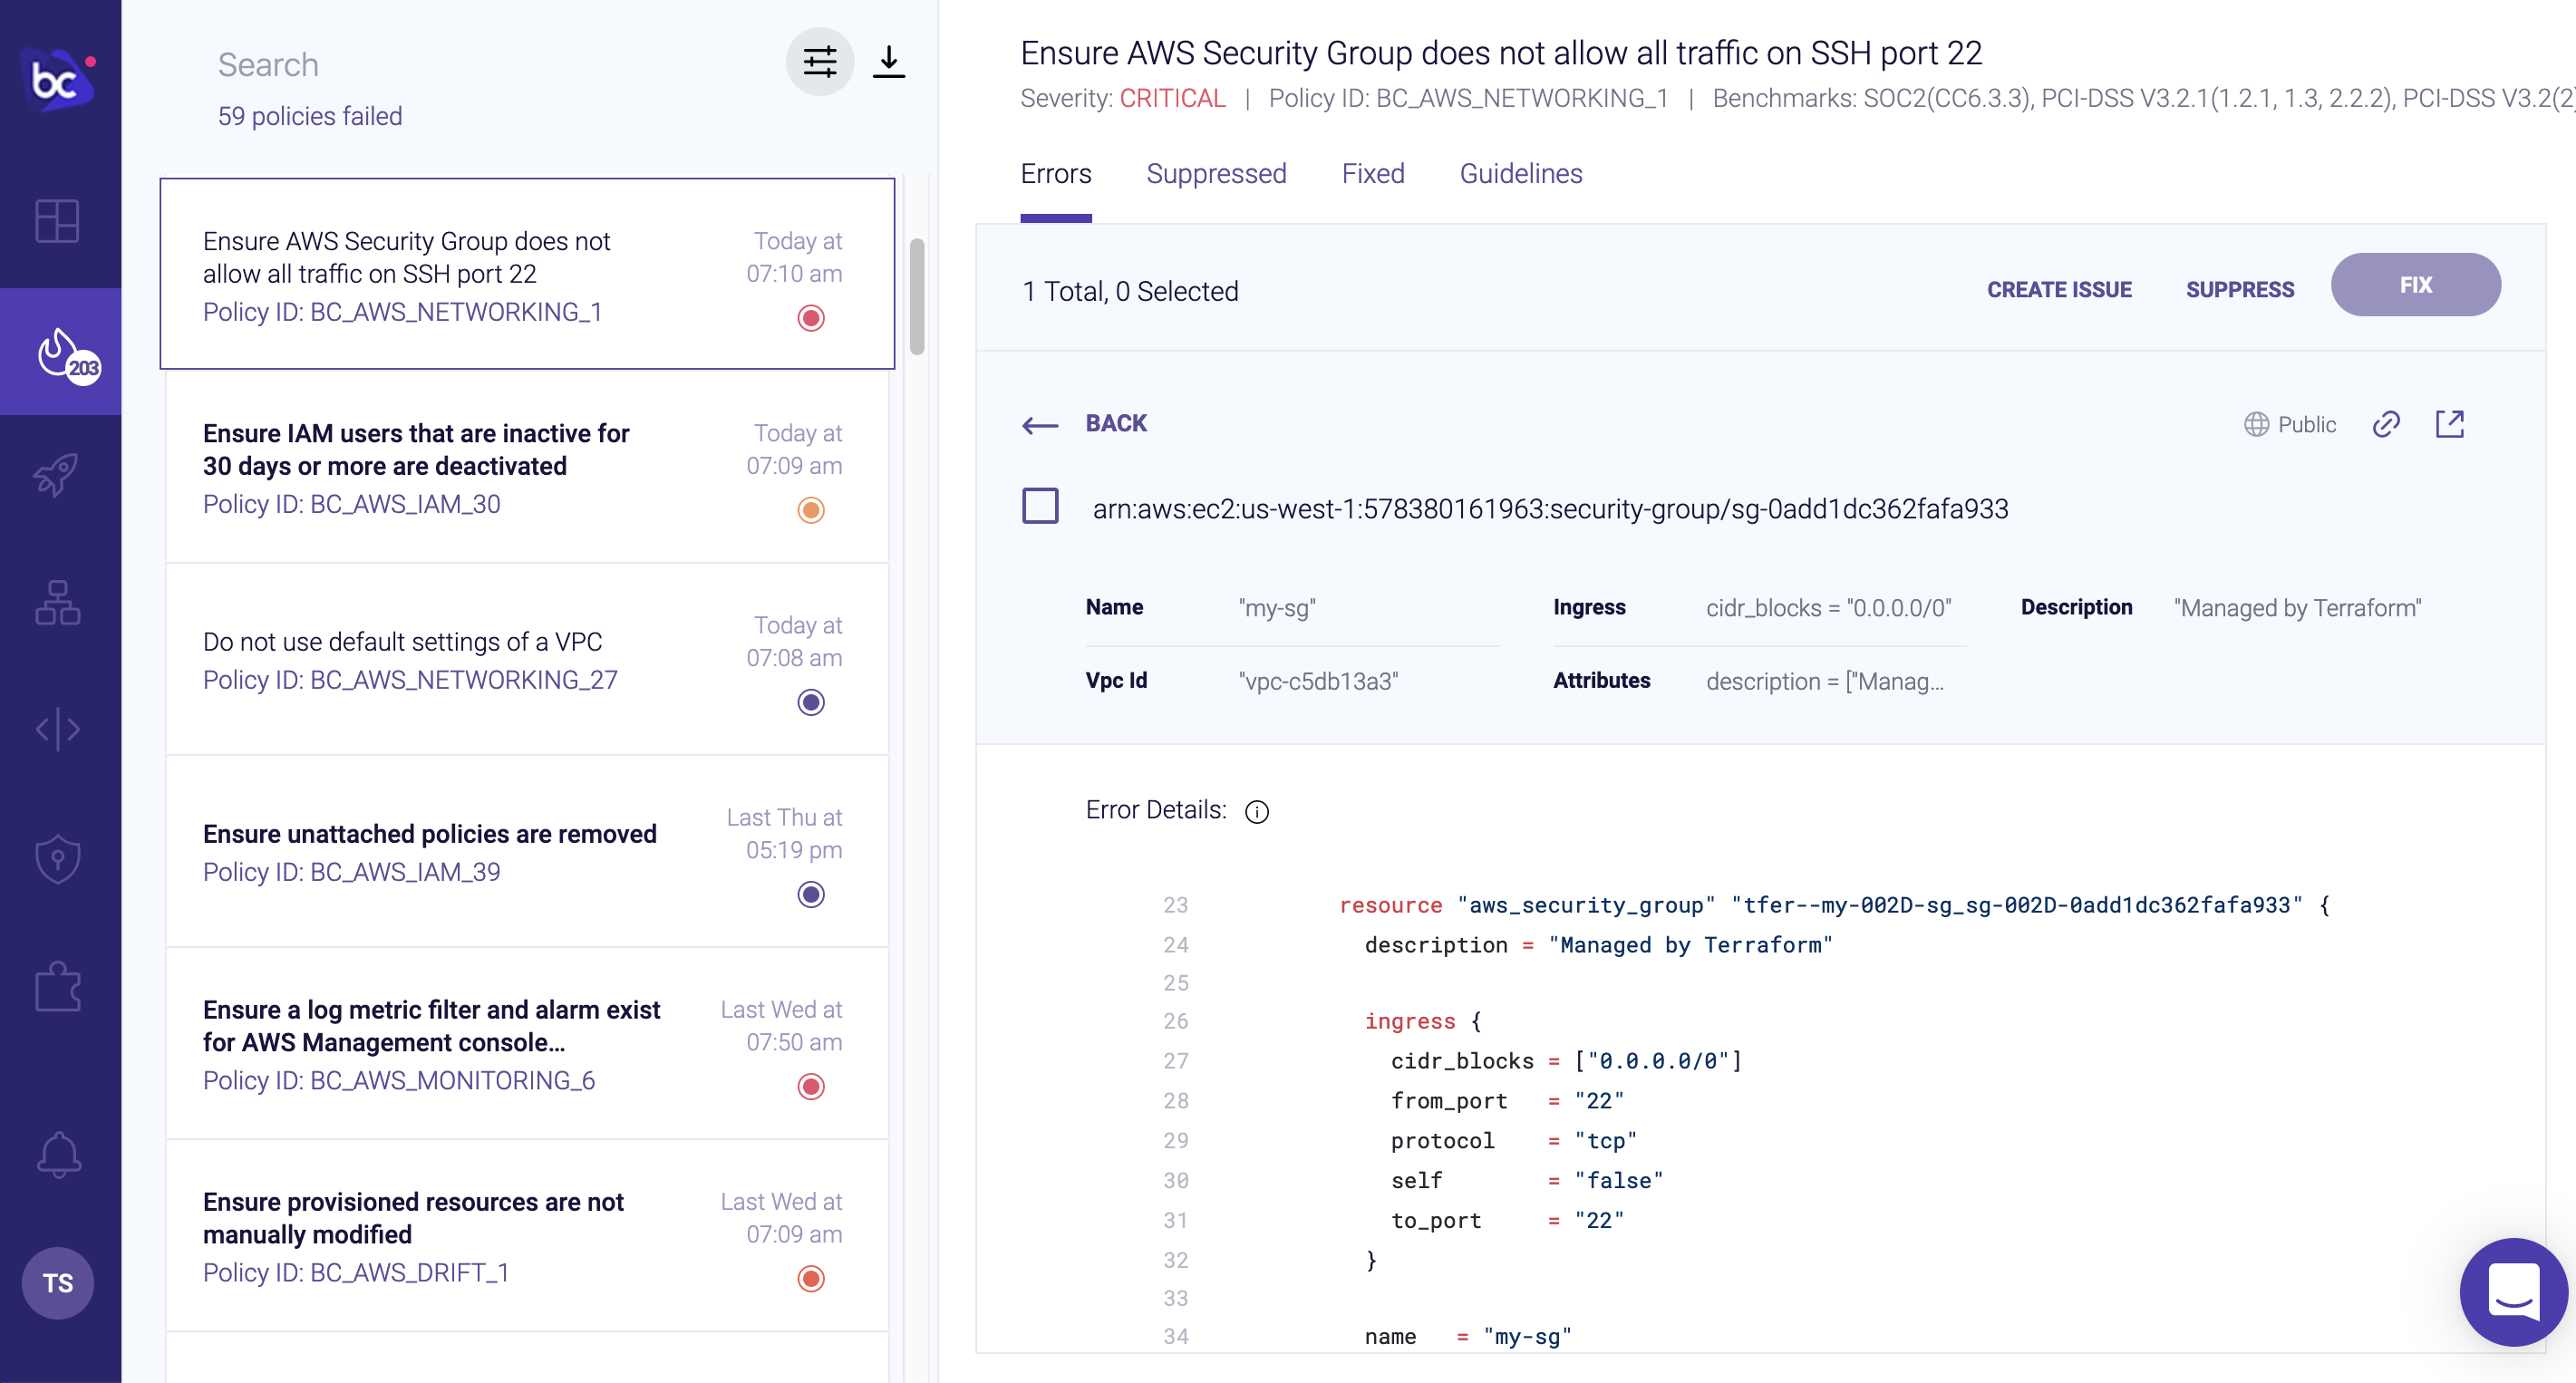 bc
203
TS
Search
59 policies failed
Ensure AWS Security Group does not
allow all traffic on SSH port 22
Policy ID: BC_AWS_NETWORKING_1
Today at
07:10 am
Ensure IAM users that are inactive for
30 days or more are deactivated
Policy ID: BC_AWS_IAM_30
Today at
07:09 am
Do not use default settings of a VPC
Policy ID: BC_AWS_NETWORKING_27
Today at
07:08 am
Ensure unattached policies are removed
Policy ID: BC_AWS_IAM_39
Last Thu at
05:19 pm
Ensure a log metric filter and alarm exist
for AWS Management console...
Policy ID: BC_AWS_MONITORING_6
Last Wed at
07:50 am
Ensure provisioned resources are not
manually modified
Policy ID: BC_AWS_DRIFT_1
Last Wed at
07:09 am
Ensure AWS Security Group does not allow all traffic on SSH port 22
Severity: CRITICAL | Policy ID: BC_AWS_NETWORKING_1 | Benchmarks: SOC2(CC6.3.3), PCI-DSS V3.2.1(1.2.1, 1.3, 2.2.2), PCI-DSS V3.2(2)
Errors Suppressed Fixed Guidelines
1 Total, 0 Selected CREATE ISSUE SUPPRESS FIX
BACK Public
arn:aws:ec2:us-west-1:578380161963:security-group/sg-0add1dc362fafa933
Name "my-sg" Ingress cidr_blocks = "0.0.0.0/0" Description "Managed by Terraform"
Vpc Id "vpc-c5db13a3" Attributes description = ["Manag...
Error Details:
23 resource "aws_security_group" "tfer--my-002D-sg_sg-002D-0add1dc362fafa933" {
24 description = "Managed by Terraform"
25
26 ingress {
27 cidr_blocks = ["0.0.0.0/0"]
28 from_port = "22"
29 protocol = "tcp"
30 self = "false"
31 to_port = "22"
32 }
33
34 name = "my-sg"